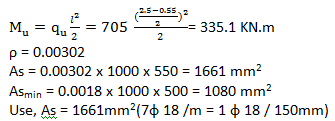 Mᵤ = qᵤ l²/2 = 705 ((2.5−0.55)/2)²/2 = 335.1 KN.m
ρ = 0.00302
As = 0.00302 x 1000 x 550 = 1661 mm²
Asₘᵢₙ = 0.0018 x 1000 x 500 = 1080 mm²
Use, As = 1661mm²(7ϕ 18 /m = 1 ϕ 18 / 150mm)